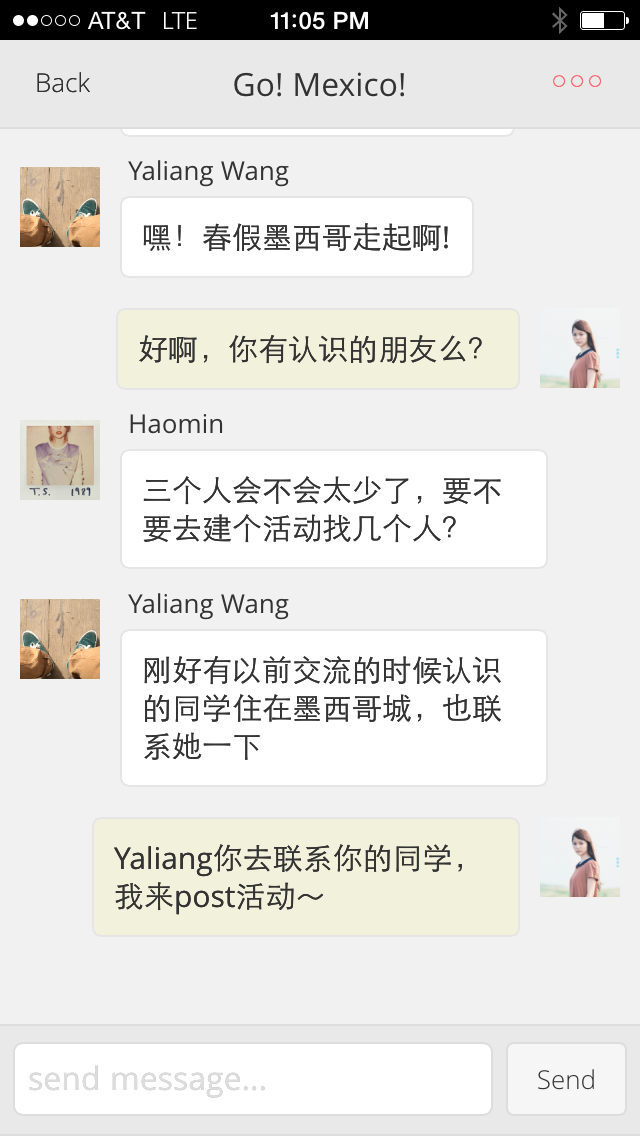 AT&T LTE 11:05 PM
Back Go! Mexico!
Yaliang Wang
嘿！春假墨西哥走起啊!
好啊，你有认识的朋友么？
Haomin
三个人会不会太少了，要不
要去建个活动找几个人？
T.S. 1989
Yaliang Wang
刚好有以前交流的时候认识
的同学住在墨西哥城，也联
系她一下
Yaliang你去联系你的同学，
我来post活动～
send message... Send